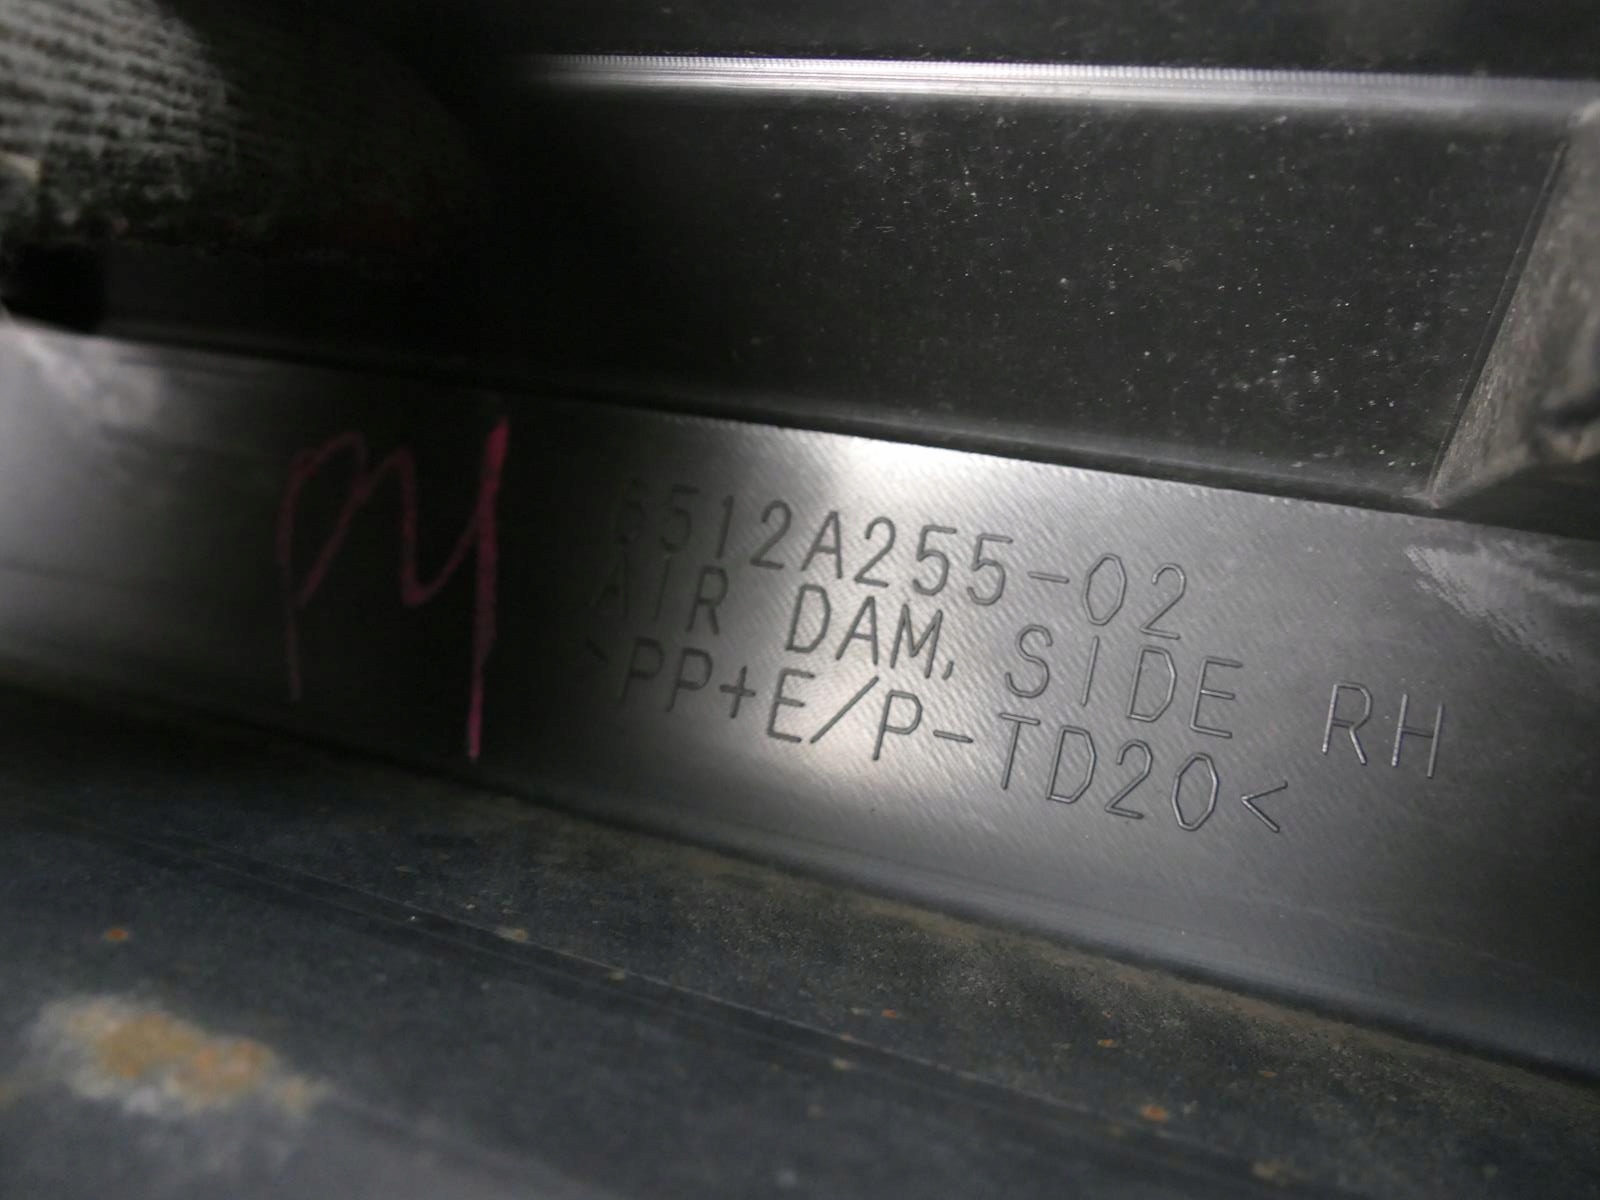 6512A255-02
AIR DAM, SIDE RH
>PP+E/P-TD20<